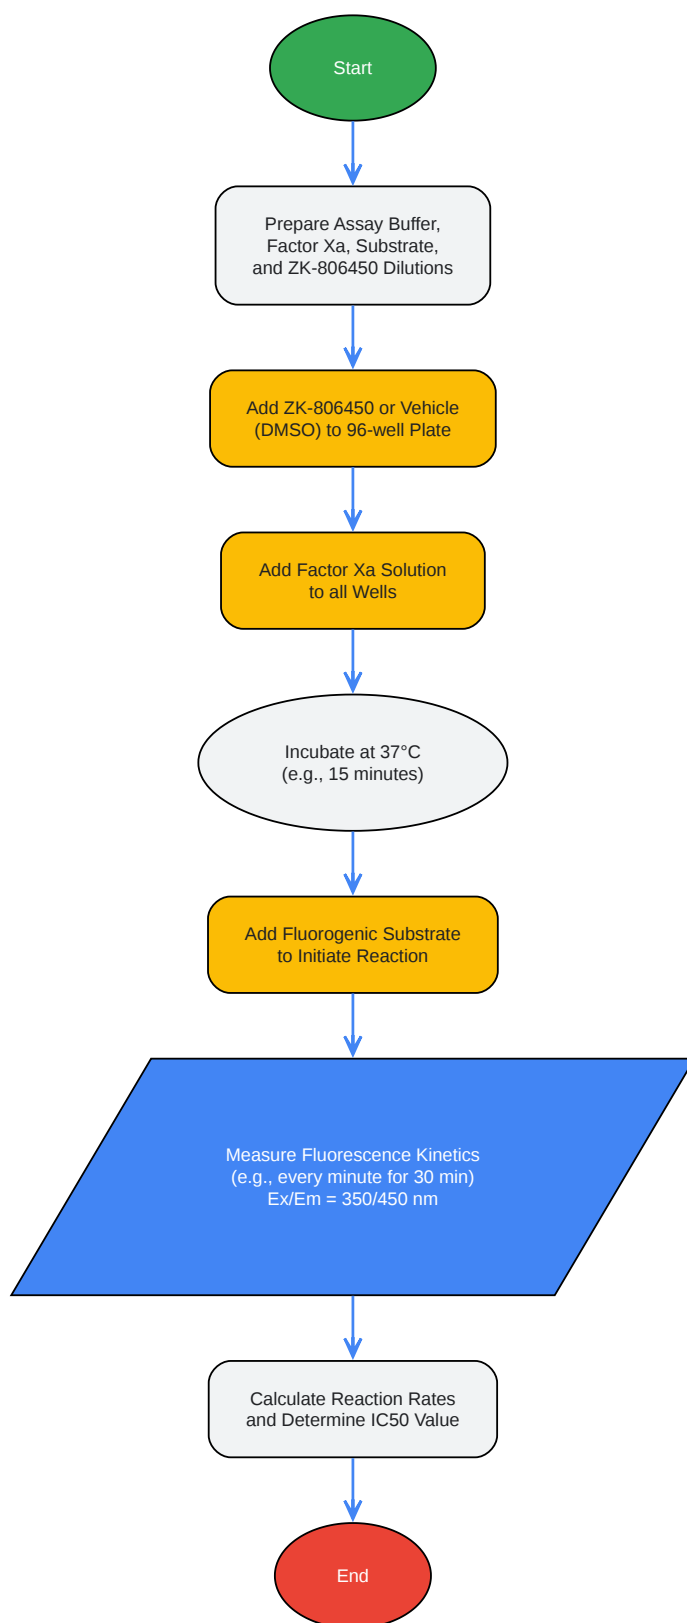 Start
Prepare Assay Buffer,
Factor Xa, Substrate,
and ZK-806450 Dilutions
Add ZK-806450 or Vehicle
(DMSO) to 96-well Plate
Add Factor Xa Solution
to all Wells
Incubate at 37°C
(e.g., 15 minutes)
Add Fluorogenic Substrate
to Initiate Reaction
Measure Fluorescence Kinetics
(e.g., every minute for 30 min)
Ex/Em = 350/450 nm
Calculate Reaction Rates
and Determine IC50 Value
End